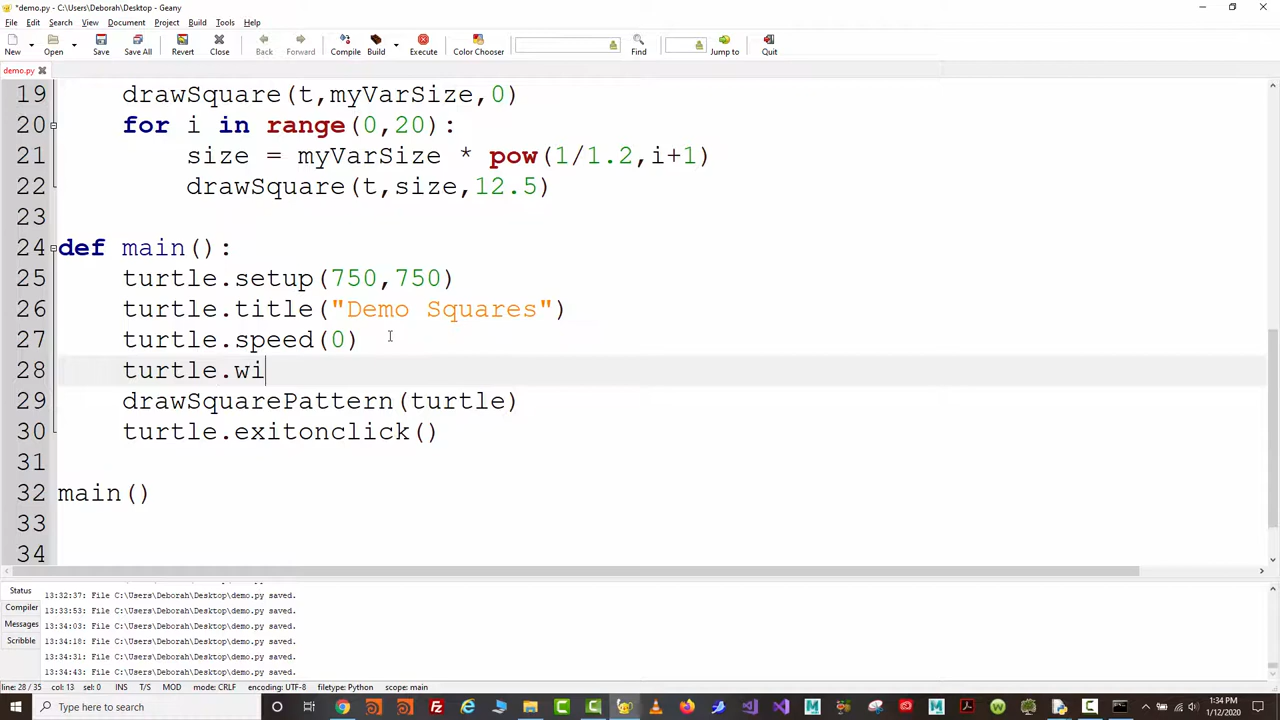 *demo.py - C:\Users\Deborah\Desktop - Geany
File Edit Search View Document Project Build Tools Help
New Open Save Save All Revert Close Back Forward Compile Build Execute Color Chooser Find Jump to Quit
demo.py
19 drawSquare(t,myVarSize,0)
20 for i in range(0,20):
21 size = myVarSize * pow(1/1.2,i+1)
22 drawSquare(t,size,12.5)
23
24 def main():
25 turtle.setup(750,750)
26 turtle.title("Demo Squares")
27 turtle.speed(0)
28 turtle.wi
29 drawSquarePattern(turtle)
30 turtle.exitonclick()
31
32 main()
33
34
Status
Compiler
Messages
Scribble
13:32:37: File C:\Users\Deborah\Desktop\demo.py saved.
13:33:53: File C:\Users\Deborah\Desktop\demo.py saved.
13:34:03: File C:\Users\Deborah\Desktop\demo.py saved.
13:34:18: File C:\Users\Deborah\Desktop\demo.py saved.
13:34:31: File C:\Users\Deborah\Desktop\demo.py saved.
13:34:43: File C:\Users\Deborah\Desktop\demo.py saved.
line: 28 / 35 col: 13 sel: 0 INS T/S MOD mode: CRLF encoding: UTF-8 filetype: Python scope: main
Type here to search
1:34 PM
1/12/2020